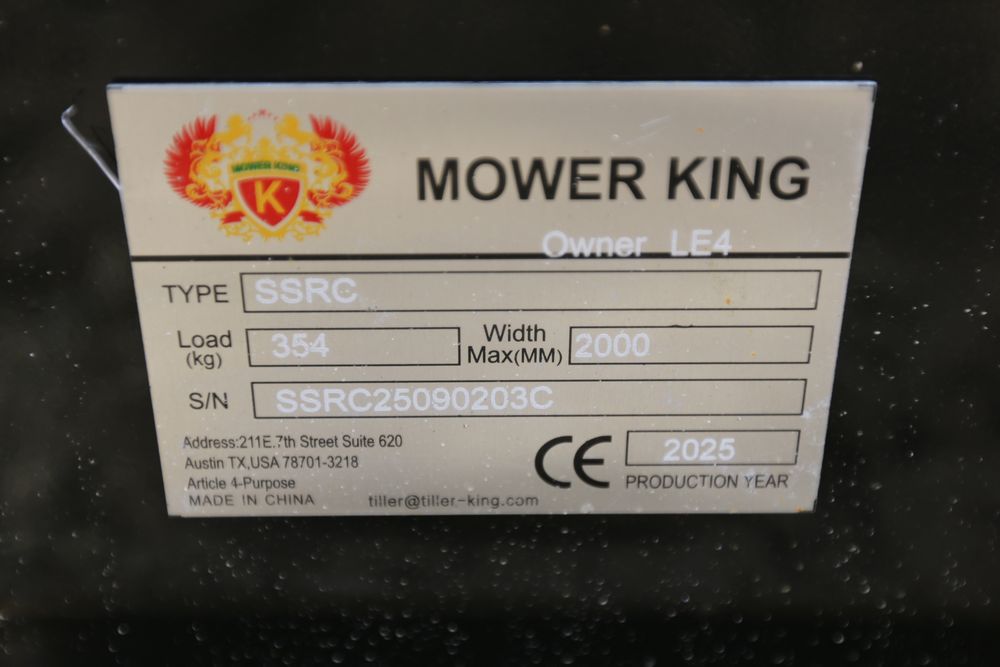 MOWER KING
K
MOWER KING
Owner LE4
TYPE SSRC
Load (kg) 354 Width Max(MM) 2000
S/N SSRC25090203C
Address:211E.7th Street Suite 620
Austin TX,USA 78701-3218
Article 4-Purpose
MADE IN CHINA tiller@tiller-king.com
CE 2025
PRODUCTION YEAR